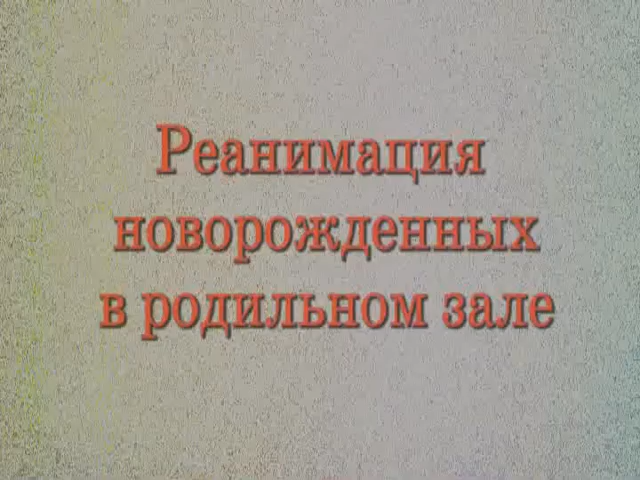 Реанимация
новорожденных
в родильном зале